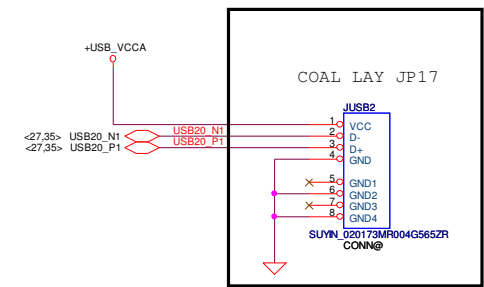 +USB_VCCA
COAL LAY JP17
JUSB2
1 VCC
<27,35> USB20_N1 USB20_N1 2 D-
<27,35> USB20_P1 USB20_P1 3 D+
4 GND
5 GND1
6 GND2
7 GND3
8 GND4
SUYIN_020173MR004G565ZR
CONN@